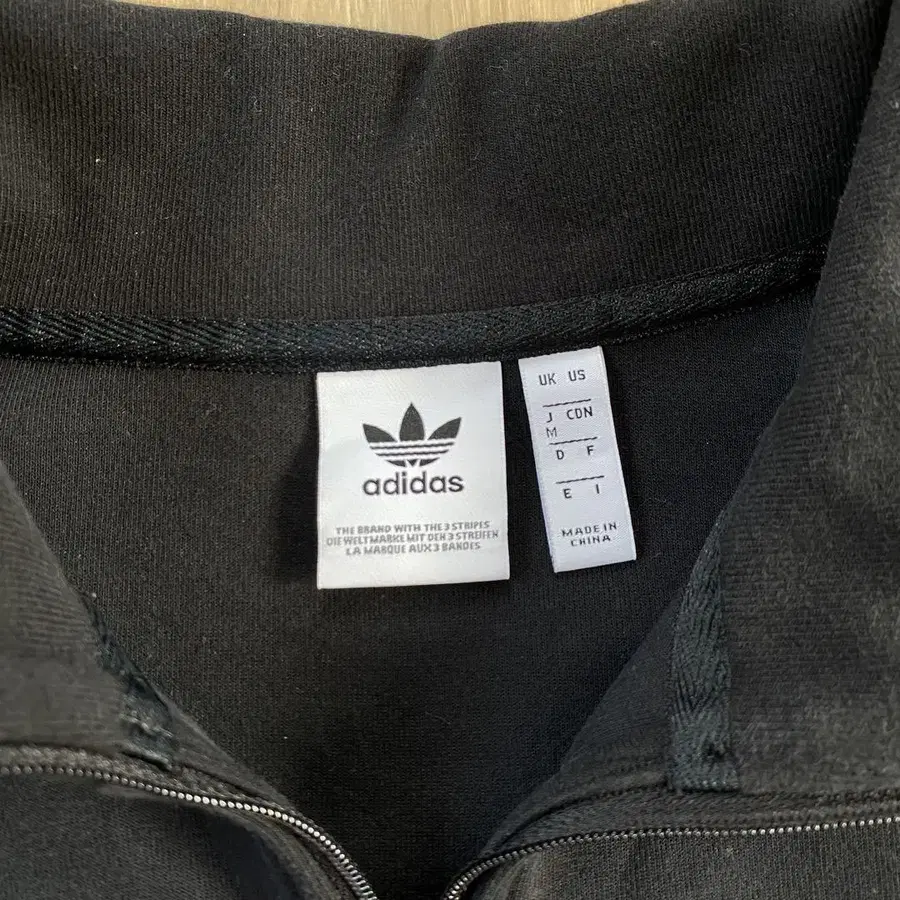 adidas
THE BRAND WITH THE 3 STRIPES
DIE WELTMARKE MIT DEN 3 STREIFEN
LA MARQUE AUX 3 BANDES
UK US
J CDN
M
D F
E I
MADE IN
CHINA